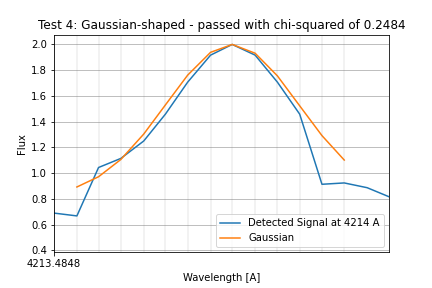 Test 4: Gaussian-shaped - passed with chi-squared of 0.2484
2.0
1.8
1.6
1.4
1.2
1.0
0.8
0.6
0.4
Flux
Detected Signal at 4214 A
Gaussian
4213.4848
Wavelength [A]